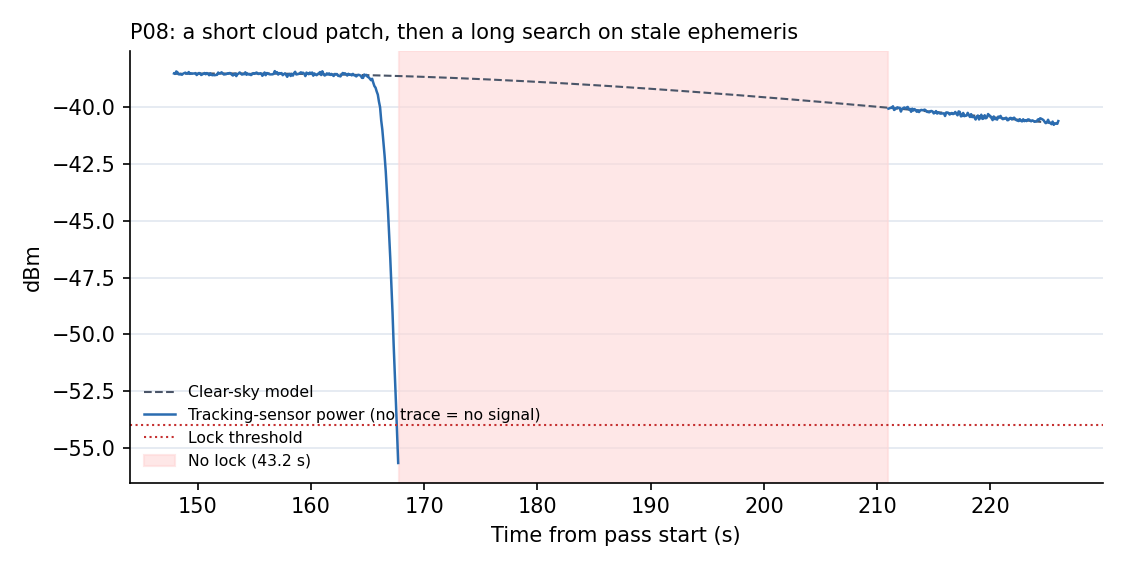 P08: a short cloud patch, then a long search on stale ephemeris
dBm
−40.0
−42.5
−45.0
−47.5
−50.0
−52.5
−55.0
Clear-sky model
Tracking-sensor power (no trace = no signal)
Lock threshold
No lock (43.2 s)
150 160 170 180 190 200 210 220
Time from pass start (s)